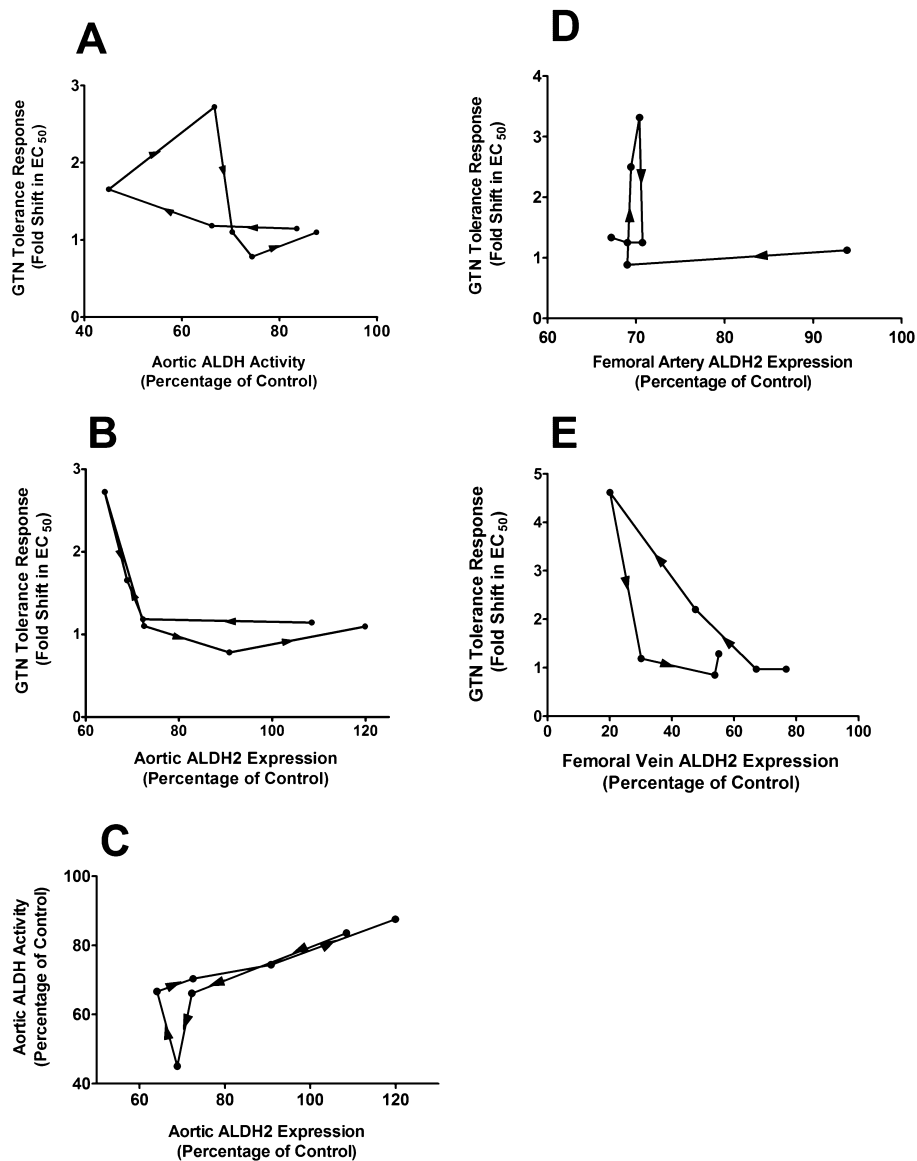 A
3
2
1
0
40
60
80
100
GTN Tolerance Response
(Fold Shift in EC50)
Aortic ALDH Activity
(Percentage of Control)
D
4
3
2
1
0
60
70
80
90
100
GTN Tolerance Response
(Fold Shift in EC50)
Femoral Artery ALDH2 Expression
(Percentage of Control)
B
3
2
1
0
60
80
100
120
GTN Tolerance Response
(Fold Shift in EC50)
Aortic ALDH2 Expression
(Percentage of Control)
E
5
4
3
2
1
0
0
20
40
60
80
100
GTN Tolerance Response
(Fold Shift in EC50)
Femoral Vein ALDH2 Expression
(Percentage of Control)
C
100
80
60
40
60
80
100
120
Aortic ALDH Activity
(Percentage of Control)
Aortic ALDH2 Expression
(Percentage of Control)